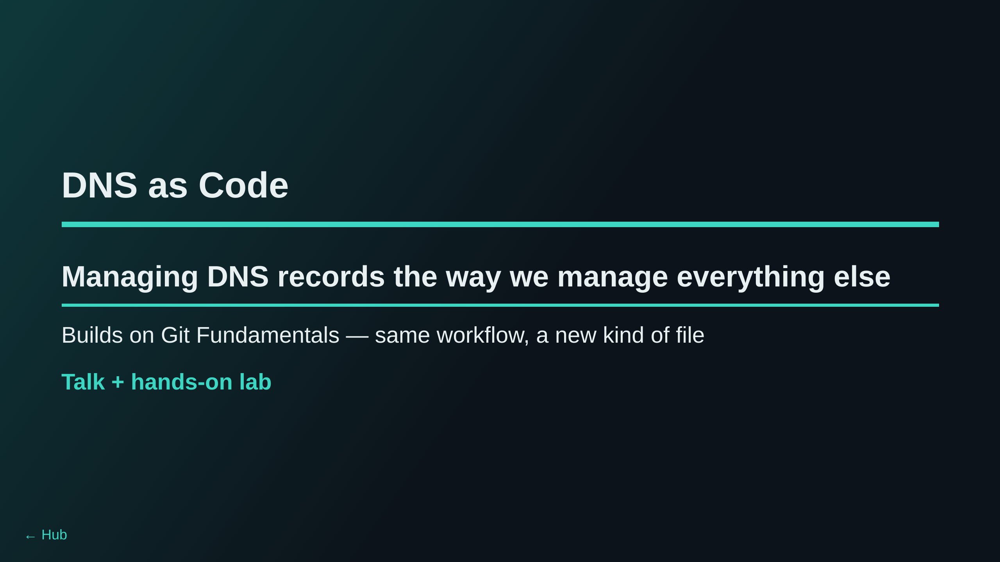 DNS as Code
Managing DNS records the way we manage everything else
Builds on Git Fundamentals — same workflow, a new kind of file
Talk + hands-on lab
← Hub